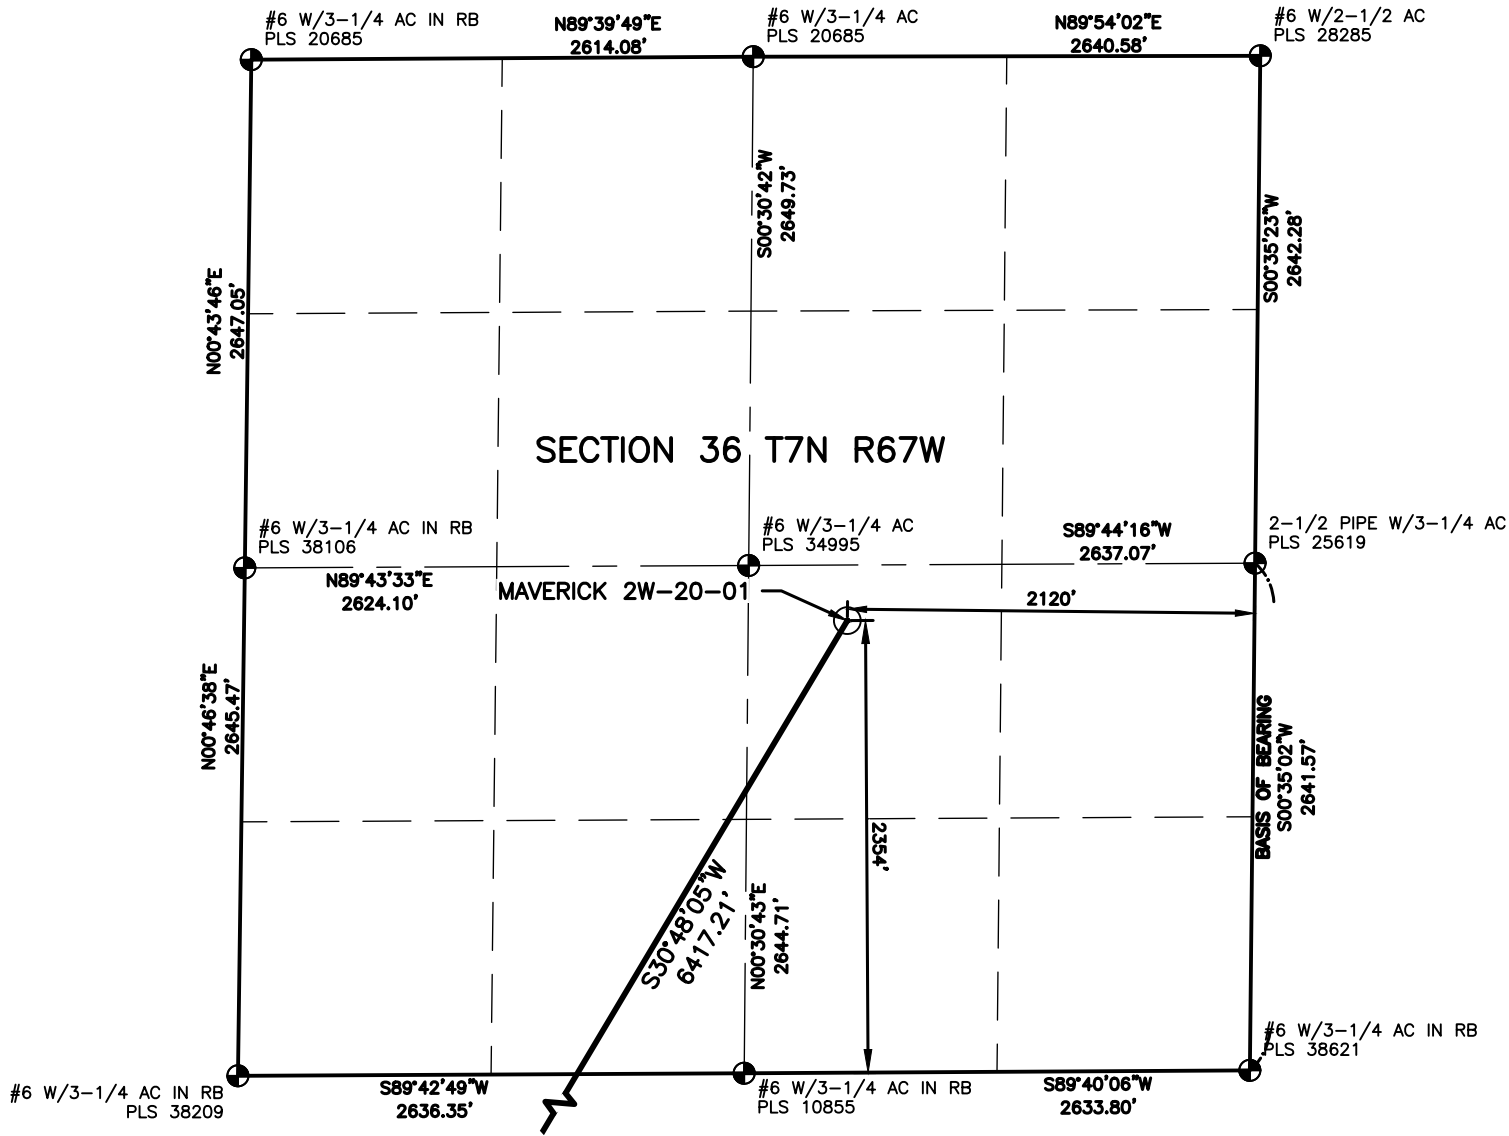 #6 W/3-1/4 AC IN RB
PLS 20685
N89°39'49"E
2614.08'
#6 W/3-1/4 AC
PLS 20685
N89°54'02"E
2640.58'
#6 W/2-1/2 AC
PLS 28285
S00°30'42"W
2649.73'
S00°35'23"W
2642.28'
N00°43'46"E
2647.05'
SECTION 36 T7N R67W
#6 W/3-1/4 AC IN RB
PLS 38106
#6 W/3-1/4 AC
PLS 34995
S89°44'16"W
2637.07'
2-1/2 PIPE W/3-1/4 AC
PLS 25619
N89°43'33"E
2624.10'
MAVERICK 2W-20-01
2120'
N00°46'38"E
2645.47'
BASIS OF BEARING
S00°35'02"W
2641.57'
2354'
S30°48'05"W
6417.21'
N00°30'43"E
2644.71'
#6 W/3-1/4 AC IN RB
PLS 38621
#6 W/3-1/4 AC IN RB
PLS 38209
S89°42'49"W
2636.35'
#6 W/3-1/4 AC IN RB
PLS 10855
S89°40'06"W
2633.80'